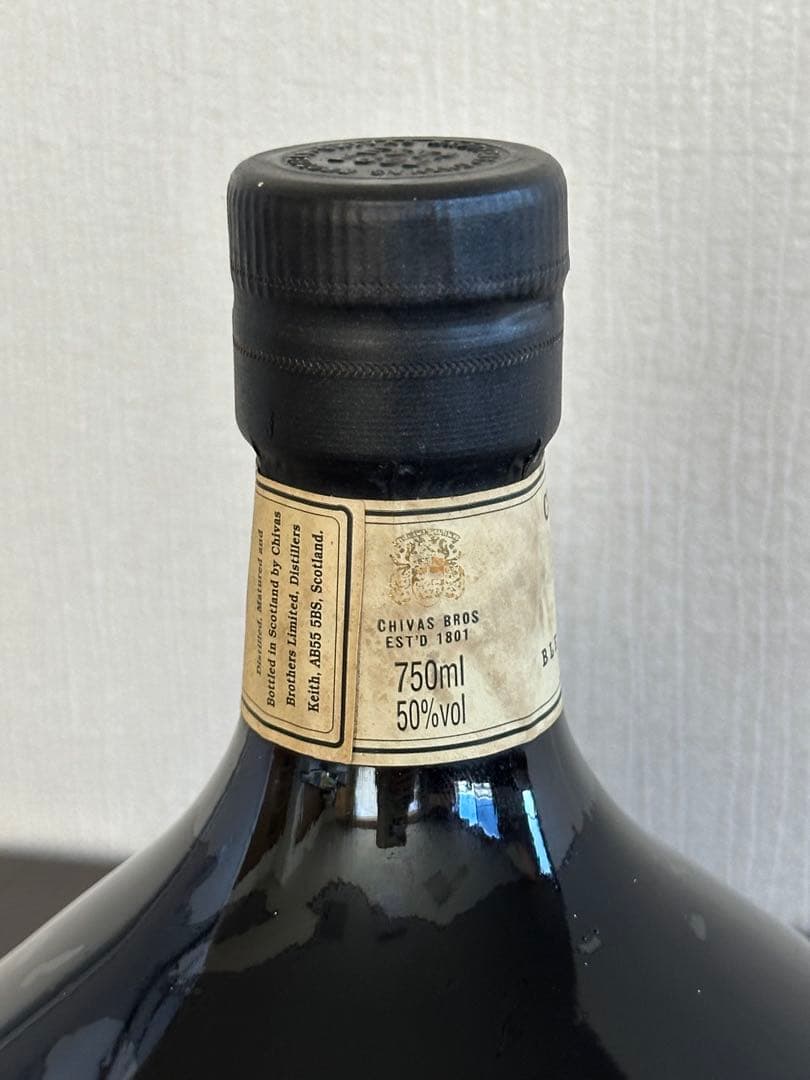 Distilled, Matured and
Bottled in Scotland by Chivas
Brothers Limited, Distillers
Keith, AB55 5BS, Scotland.
CHIVAS BROS
EST'D 1801
750ml
50%vol